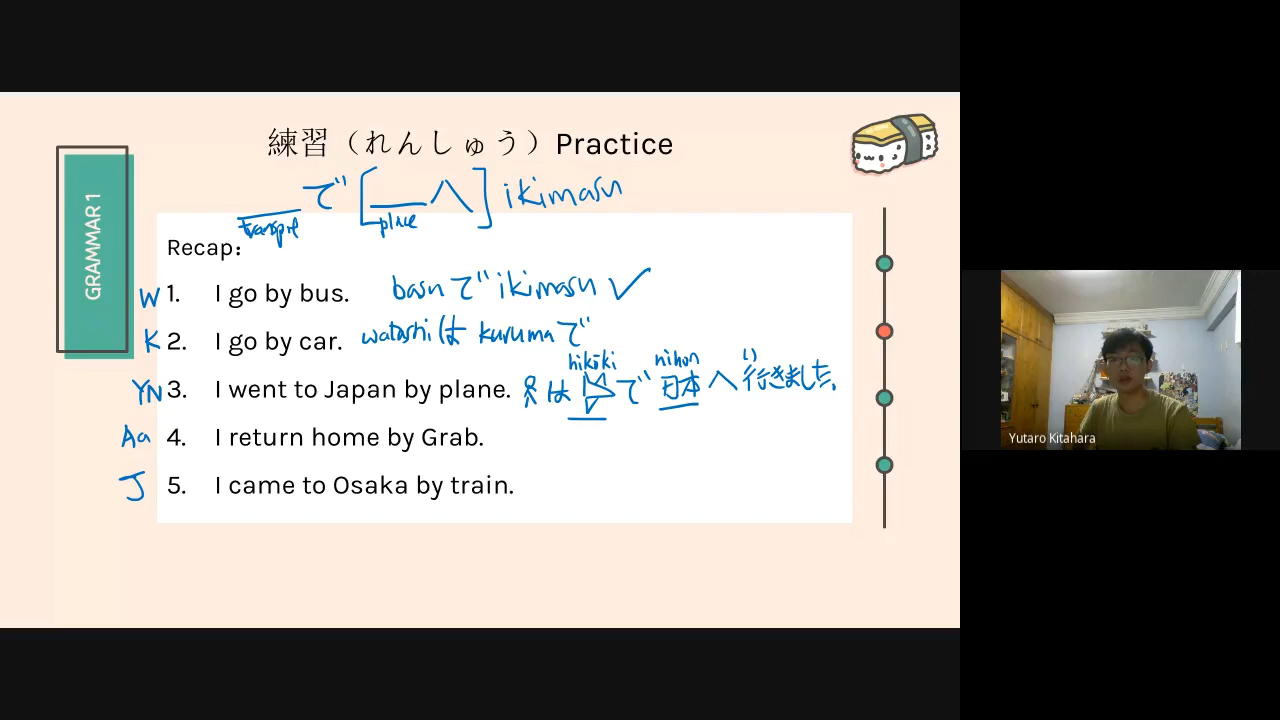 練習（れんしゅう）Practice
で [ へ] ikimasu
place
GRAMMAR 1
Recap:
W 1. I go by bus. basu で ikimasu ✓
K 2. I go by car. watashi は kuruma で
hikōki nihon い
YN 3. I went to Japan by plane. は で 日本 へ 行きました。
Aa 4. I return home by Grab.
J 5. I came to Osaka by train.
Yutaro Kitahara